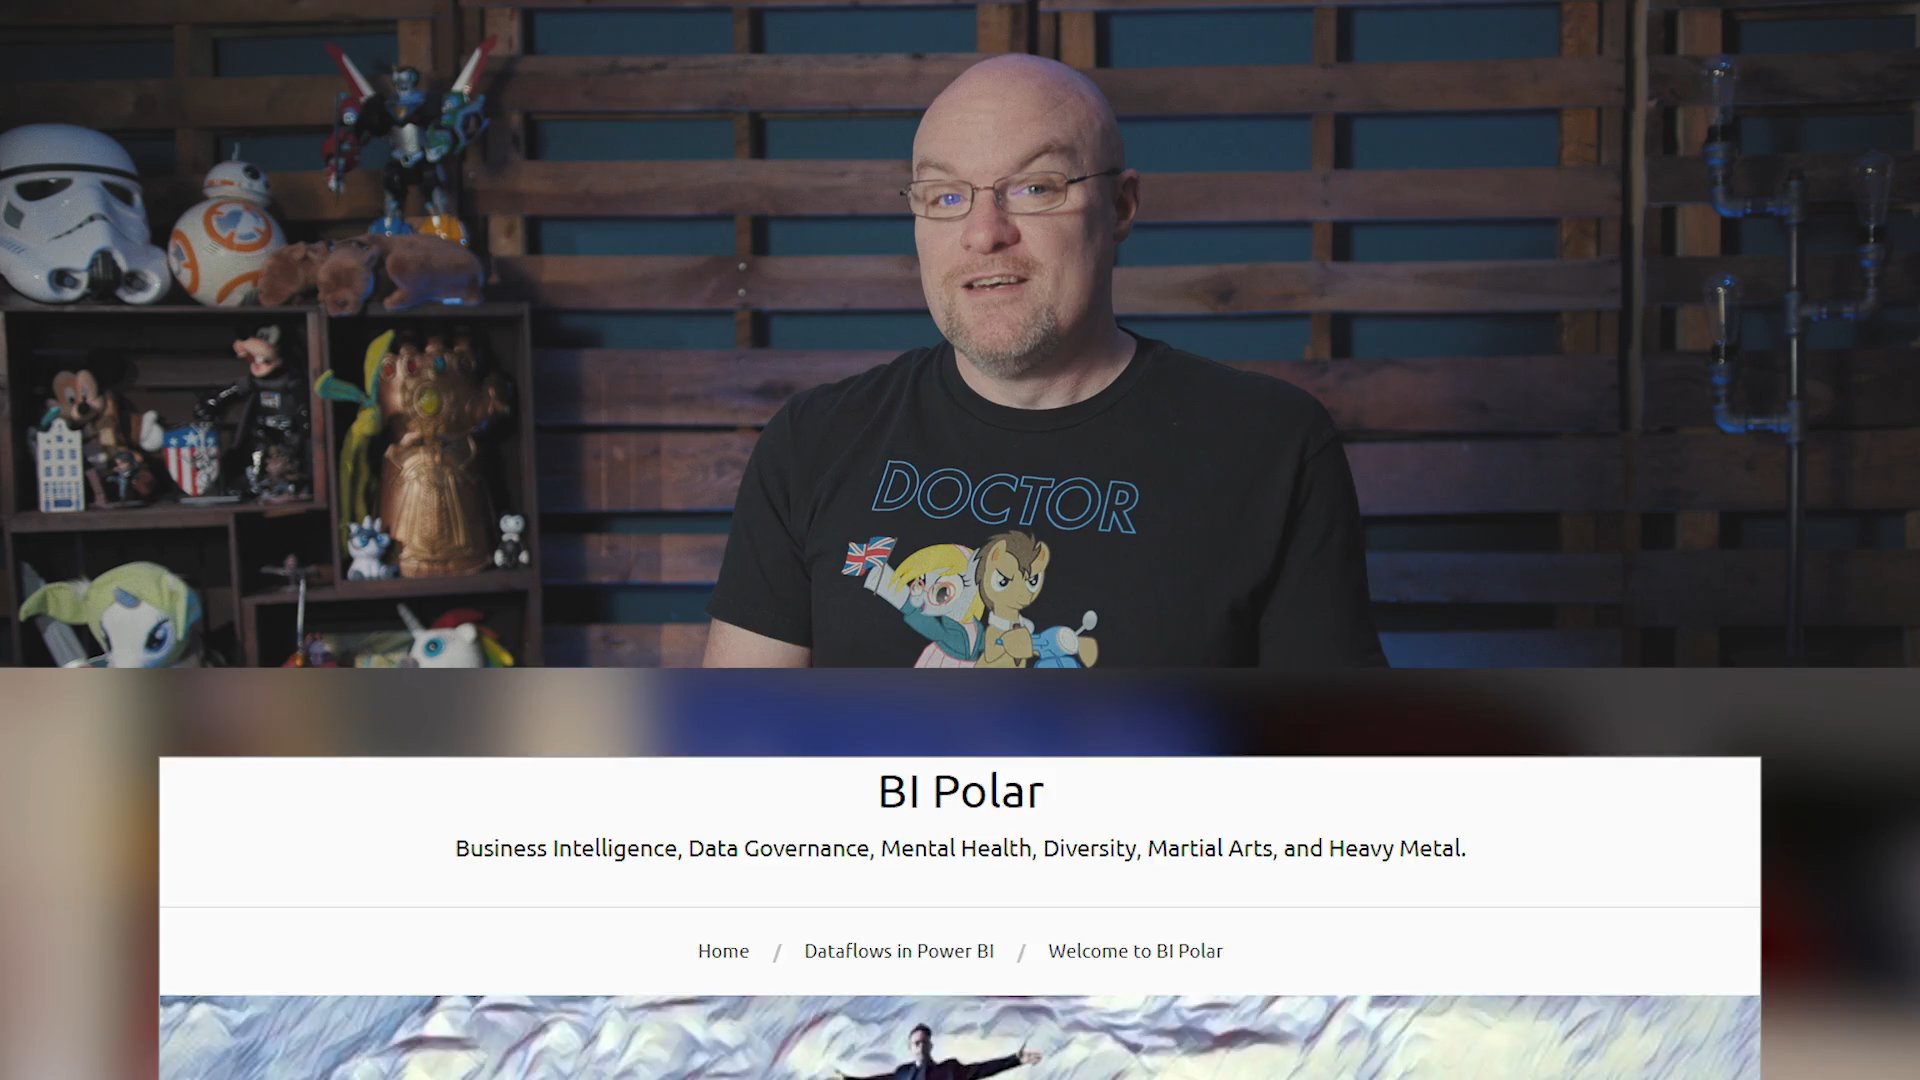 DOCTOR
BI Polar
Business Intelligence, Data Governance, Mental Health, Diversity, Martial Arts, and Heavy Metal.
Home / Dataflows in Power BI / Welcome to BI Polar